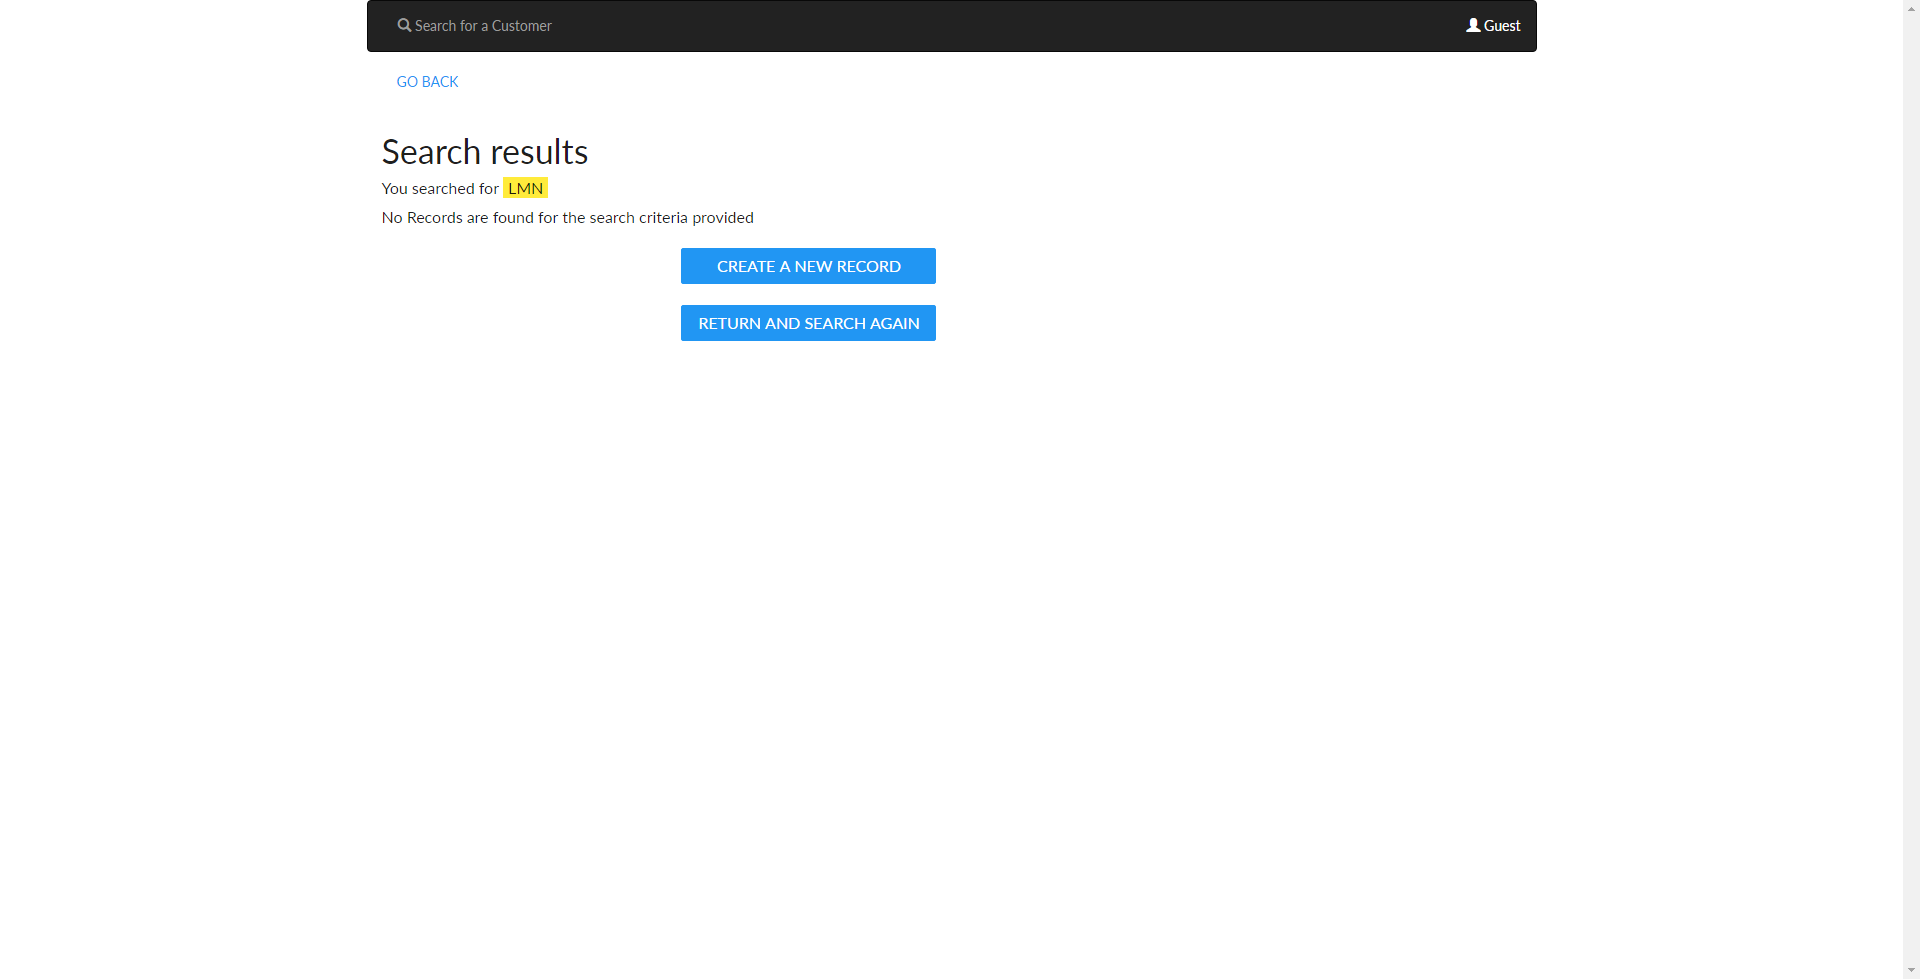 Search for a Customer
Guest
GO BACK
Search results
You searched for LMN
No Records are found for the search criteria provided
CREATE A NEW RECORD
RETURN AND SEARCH AGAIN